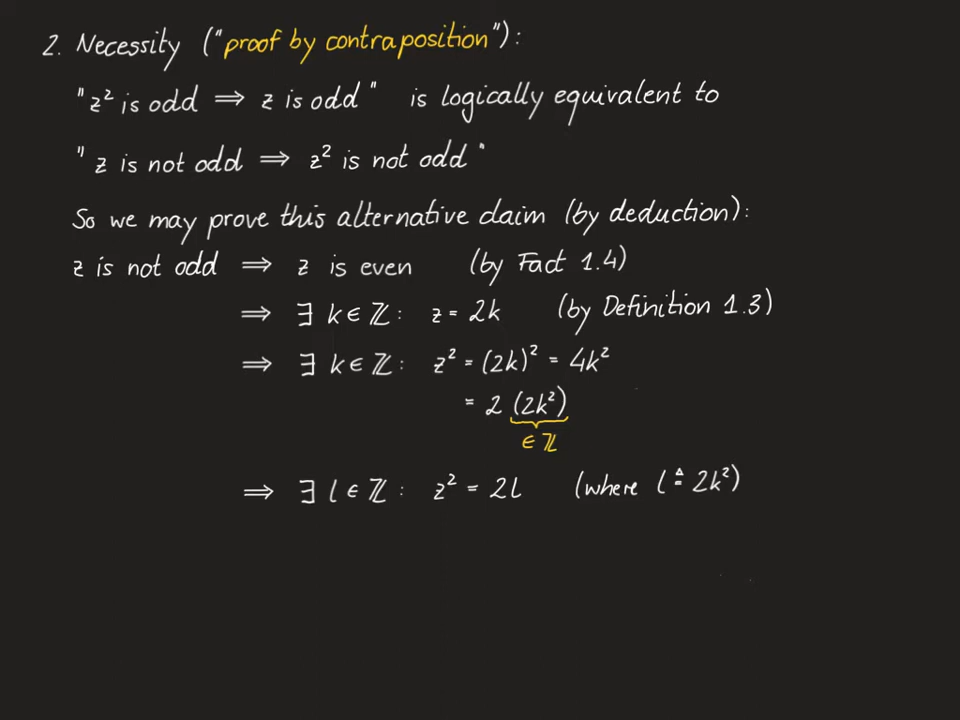 2. Necessity ("proof by contraposition"):
"z² is odd ⟹ z is odd" is logically equivalent to
"z is not odd ⟹ z² is not odd"
So we may prove this alternative claim (by deduction):
z is not odd ⟹ z is even (by Fact 1.4)
⟹ ∃ k ∈ ℤ: z = 2k (by Definition 1.3)
⟹ ∃ k ∈ ℤ: z² = (2k)² = 4k²
= 2 (2k²)
∈ ℤ
⟹ ∃ l ∈ ℤ: z² = 2l (where l ≙ 2k²)